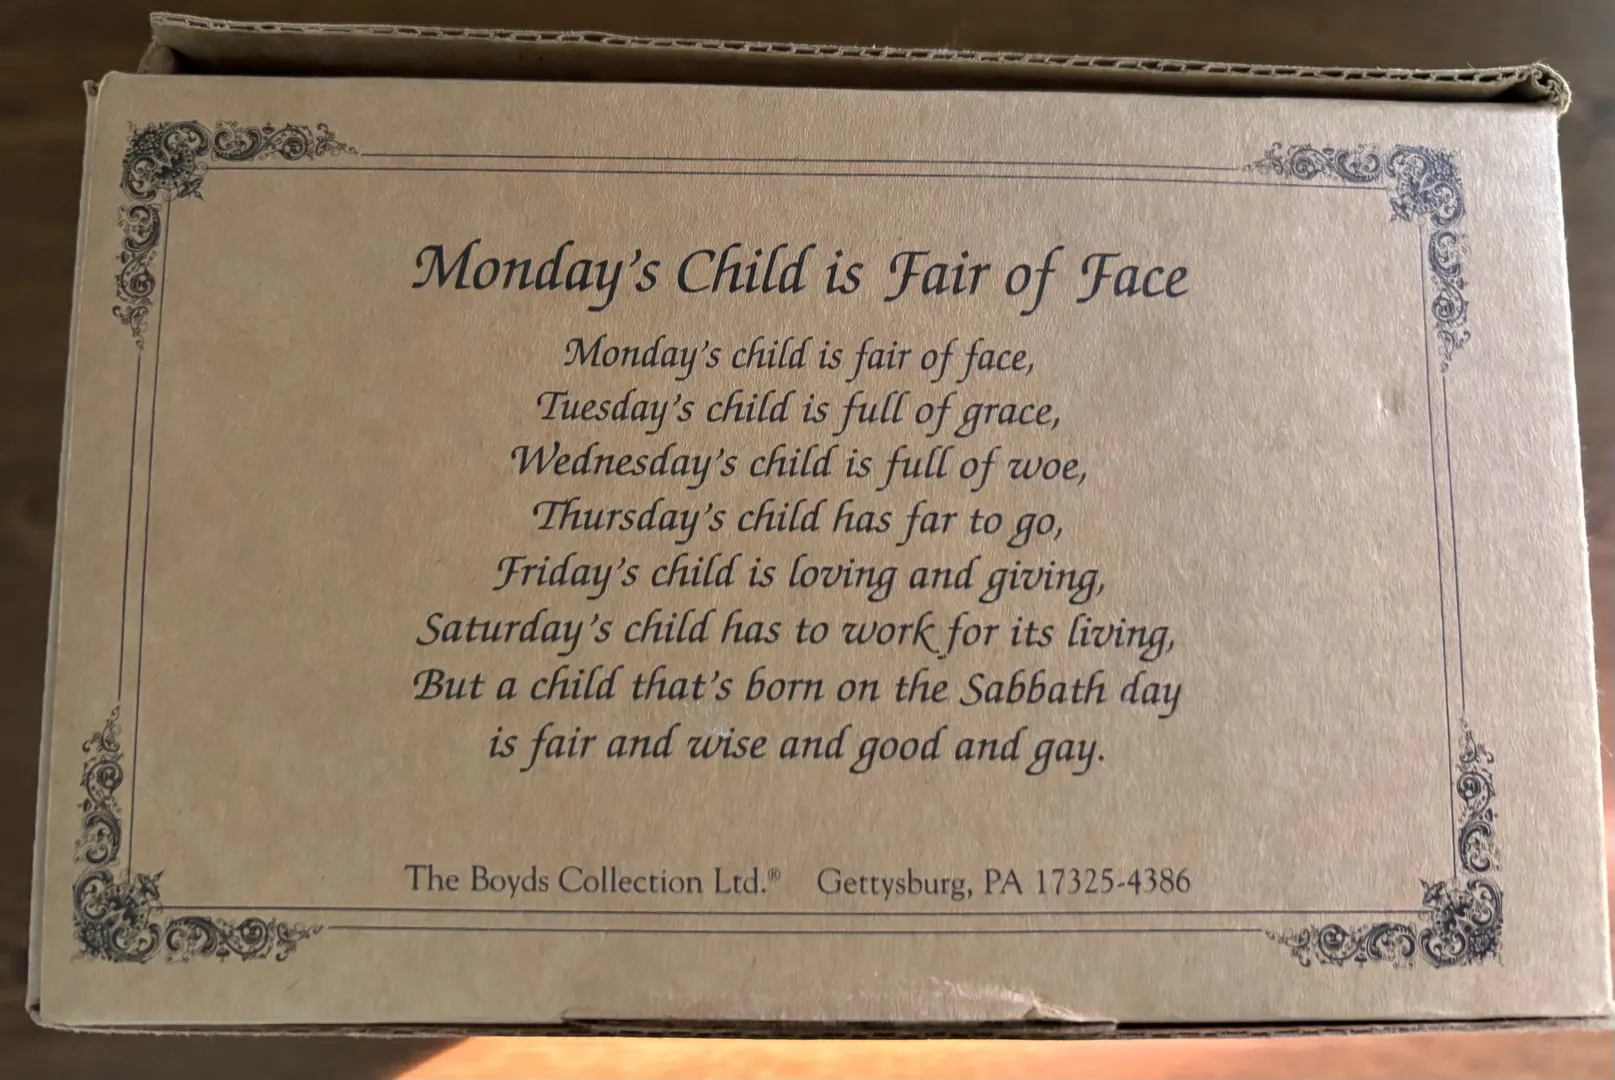 Monday's Child is Fair of Face
Monday's child is fair of face,
Tuesday's child is full of grace,
Wednesday's child is full of woe,
Thursday's child has far to go,
Friday's child is loving and giving,
Saturday's child has to work for its living,
But a child that's born on the Sabbath day
is fair and wise and good and gay.
The Boyds Collection Ltd.® Gettysburg, PA 17325-4386